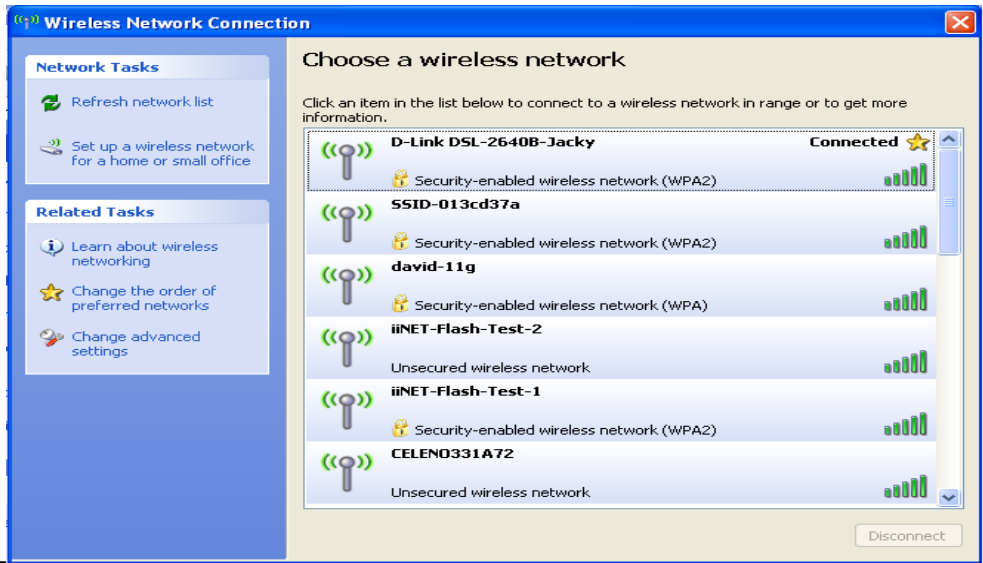 Wireless Network Connection
Network Tasks
Refresh network list
Set up a wireless network
for a home or small office
Related Tasks
Learn about wireless
networking
Change the order of
preferred networks
Change advanced
settings
Choose a wireless network
Click an item in the list below to connect to a wireless network in range or to get more
information.
D-Link DSL-2640B-Jacky Connected
Security-enabled wireless network (WPA2)
SSID-013cd37a
Security-enabled wireless network (WPA2)
david-11g
Security-enabled wireless network (WPA)
iiNET-Flash-Test-2
Unsecured wireless network
iiNET-Flash-Test-1
Security-enabled wireless network (WPA2)
CELENO331A72
Unsecured wireless network
Disconnect